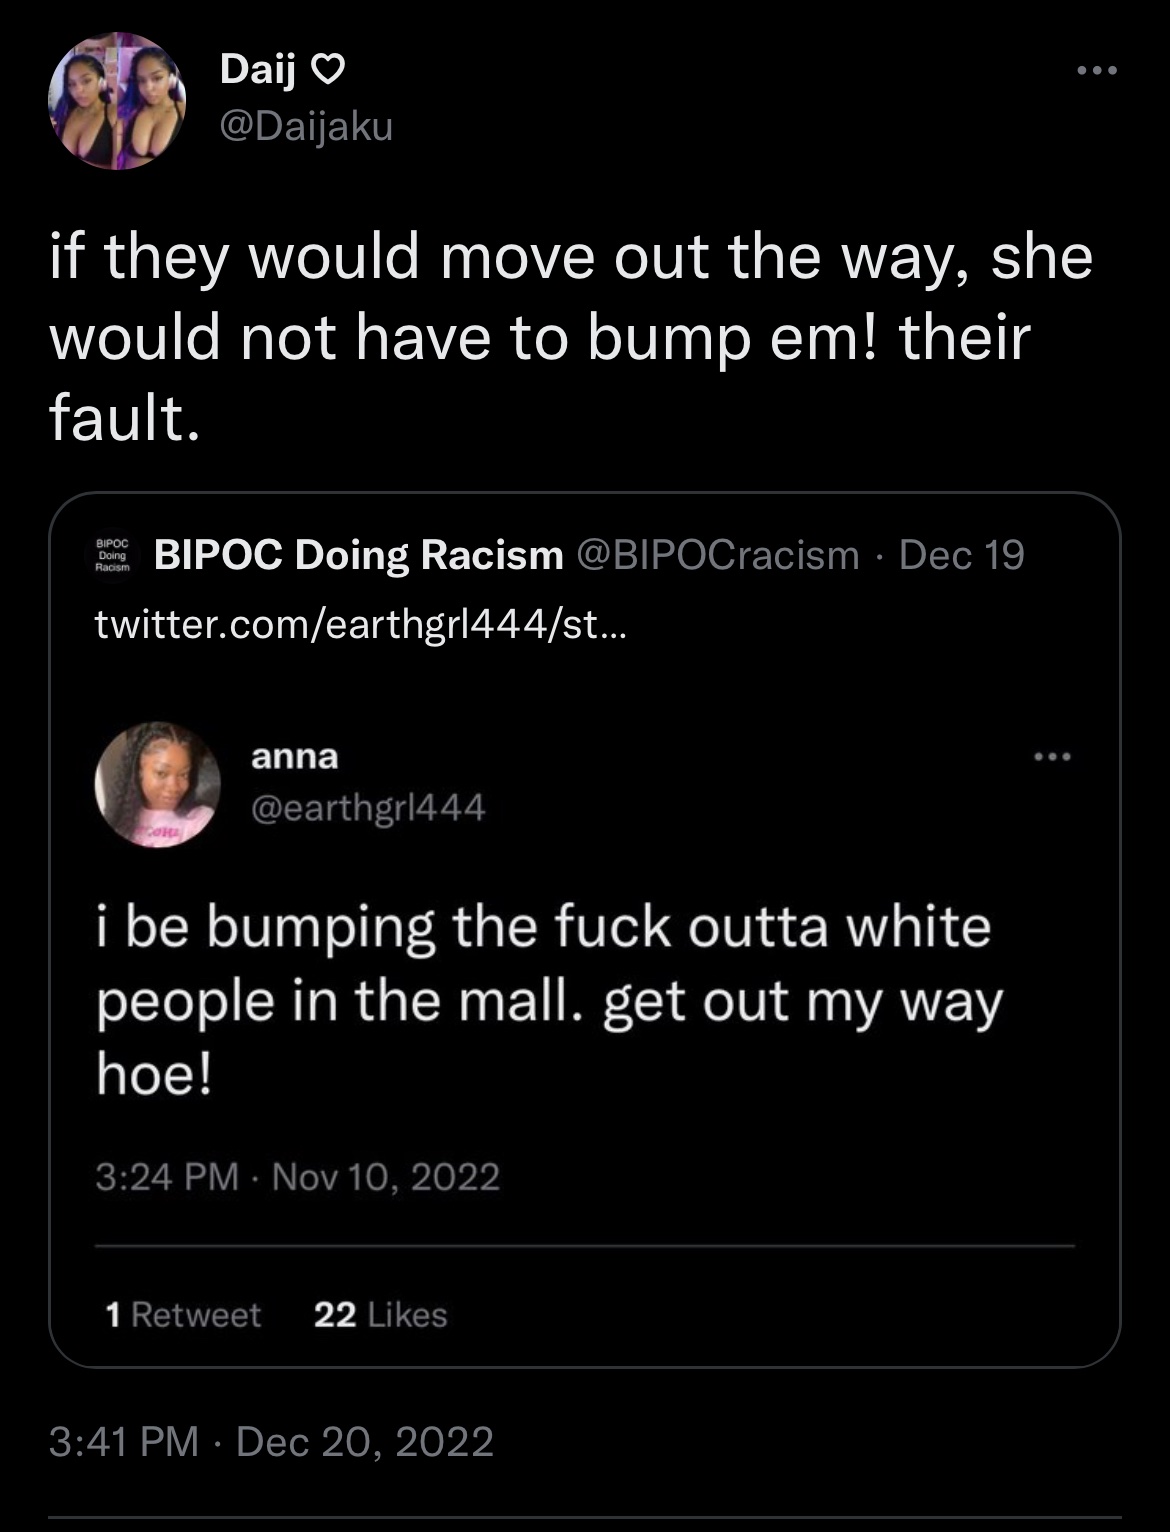 Daij ♡
@Daijaku
if they would move out the way, she
would not have to bump em! their
fault.
BIPOC
Doing
Racism
BIPOC Doing Racism @BIPOCracism · Dec 19
twitter.com/earthgrl444/st...
anna
@earthgrl444
i be bumping the fuck outta white
people in the mall. get out my way
hoe!
3:24 PM · Nov 10, 2022
1 Retweet 22 Likes
3:41 PM · Dec 20, 2022